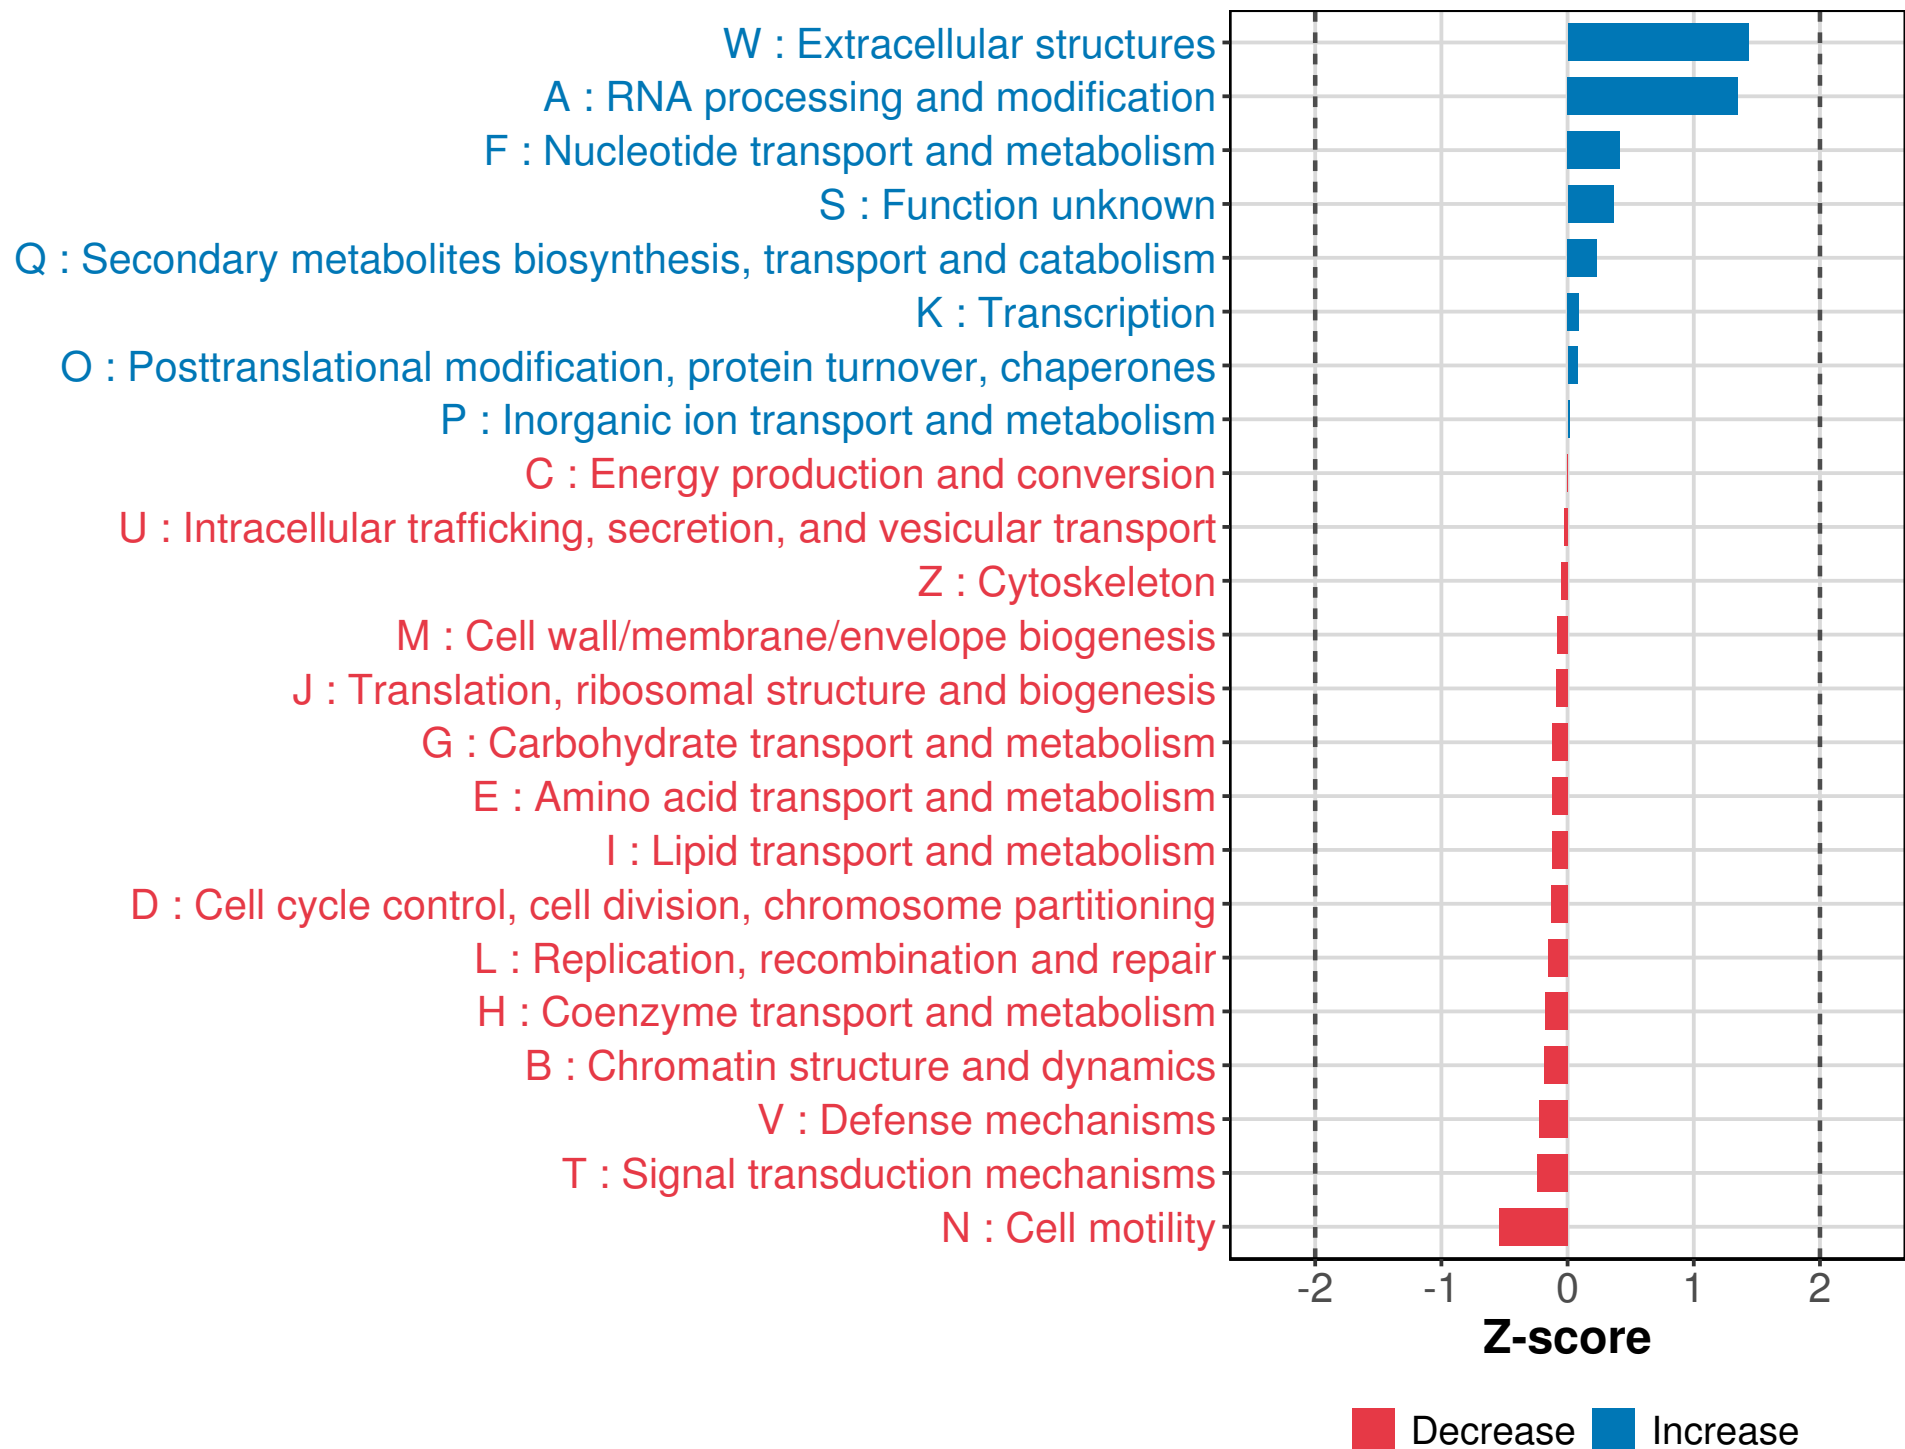 W : Extracellular structures
A : RNA processing and modification
F : Nucleotide transport and metabolism
S : Function unknown
Q : Secondary metabolites biosynthesis, transport and catabolism
K : Transcription
O : Posttranslational modification, protein turnover, chaperones
P : Inorganic ion transport and metabolism
C : Energy production and conversion
U : Intracellular trafficking, secretion, and vesicular transport
Z : Cytoskeleton
M : Cell wall/membrane/envelope biogenesis
J : Translation, ribosomal structure and biogenesis
G : Carbohydrate transport and metabolism
E : Amino acid transport and metabolism
I : Lipid transport and metabolism
D : Cell cycle control, cell division, chromosome partitioning
L : Replication, recombination and repair
H : Coenzyme transport and metabolism
B : Chromatin structure and dynamics
V : Defense mechanisms
T : Signal transduction mechanisms
N : Cell motility
-2 -1 0 1 2
Z-score
Decrease Increase